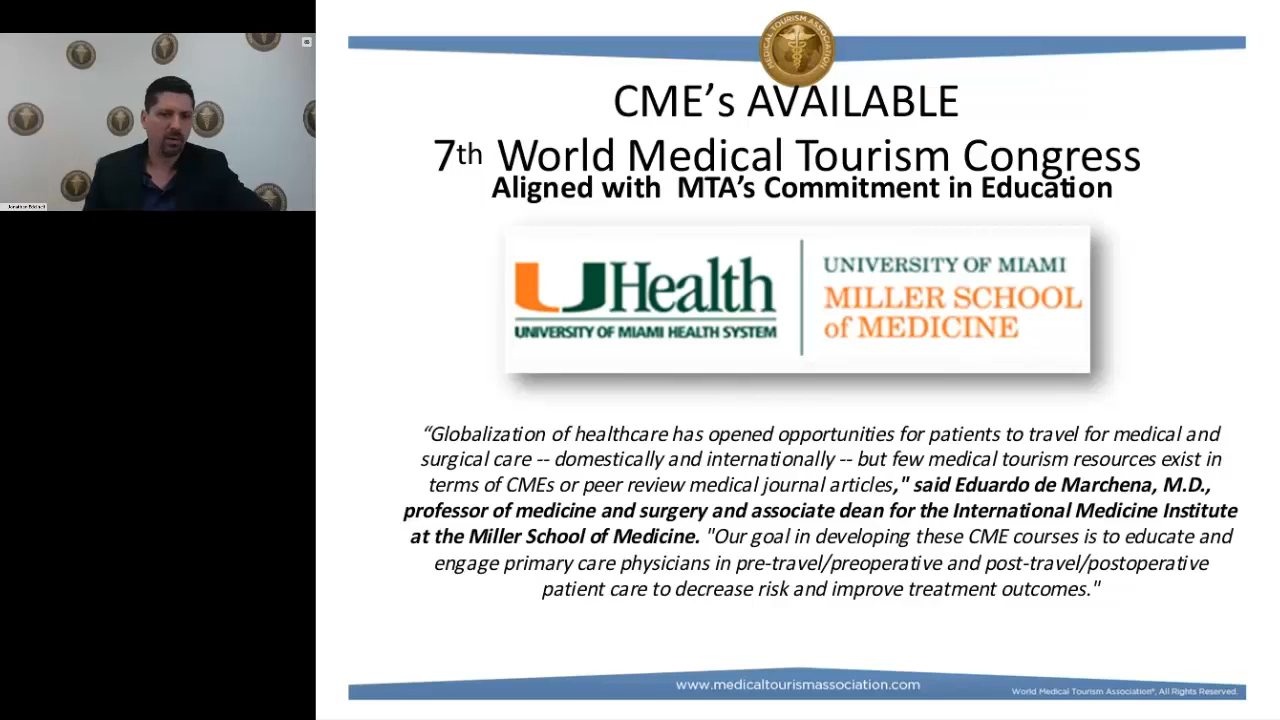 MEDICAL TOURISM ASSOCIATION
CME’s AVAILABLE
7th World Medical Tourism Congress
Aligned with MTA’s Commitment in Education
UHealth
UNIVERSITY OF MIAMI HEALTH SYSTEM
UNIVERSITY OF MIAMI
MILLER SCHOOL
of MEDICINE
“Globalization of healthcare has opened opportunities for patients to travel for medical and
surgical care -- domestically and internationally -- but few medical tourism resources exist in
terms of CMEs or peer review medical journal articles," said Eduardo de Marchena, M.D.,
professor of medicine and surgery and associate dean for the International Medicine Institute
at the Miller School of Medicine. "Our goal in developing these CME courses is to educate and
engage primary care physicians in pre-travel/preoperative and post-travel/postoperative
patient care to decrease risk and improve treatment outcomes."
www.medicaltourismassociation.com
World Medical Tourism Association®, All Rights Reserved.
Jonathan